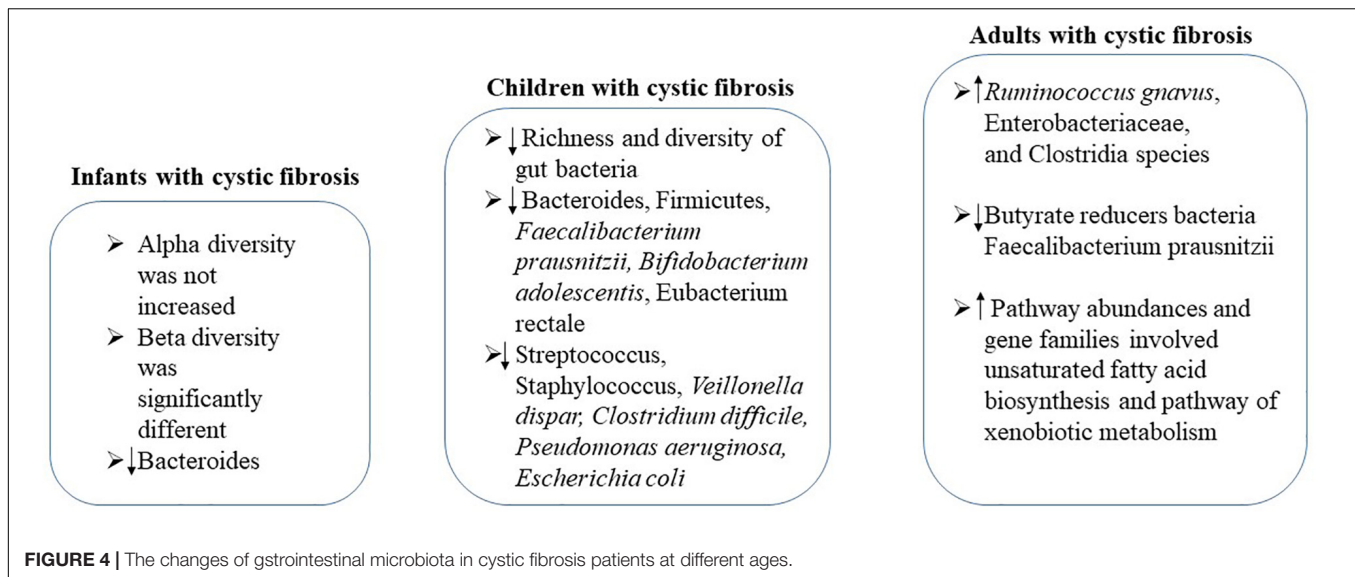 Infants with cystic fibrosis
➢ Alpha diversity
was not
increased
➢ Beta diversity
was
significantly
different
➢↓Bacteroides
Children with cystic fibrosis
➢↓Richness and diversity of
gut bacteria
➢↓Bacteroides, Firmicutes,
Faecalibacterium
prausnitzii, Bifidobacterium
adolescentis, Eubacterium
rectale
➢↓Streptococcus,
Staphylococcus, Veillonella
dispar, Clostridium difficile,
Pseudomonas aeruginosa,
Escherichia coli
Adults with cystic fibrosis
➢↑Ruminococcus gnavus,
Enterobacteriaceae,
and Clostridia species
➢↓Butyrate reducers bacteria
Faecalibacterium prausnitzii
➢↑ Pathway abundances and
gene families involved
unsaturated fatty acid
biosynthesis and pathway of
xenobiotic metabolism
FIGURE 4 | The changes of gstrointestinal microbiota in cystic fibrosis patients at different ages.